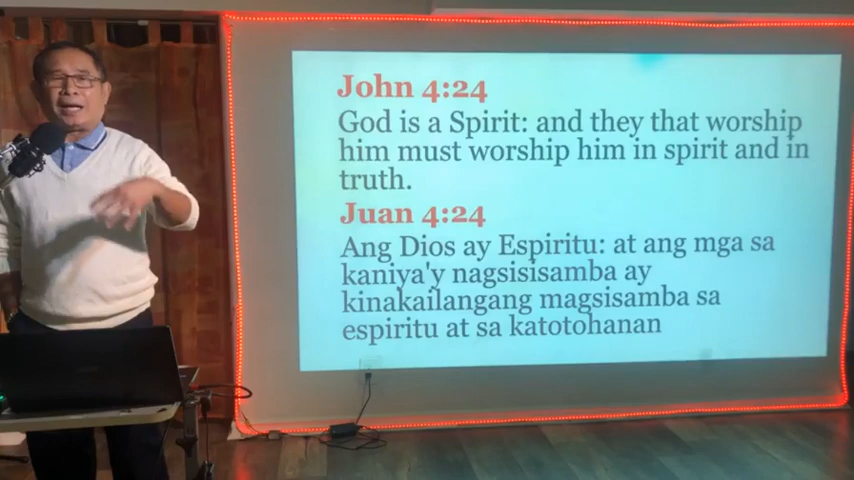 John 4:24
God is a Spirit: and they that worship
him must worship him in spirit and in
truth.
Juan 4:24
Ang Dios ay Espiritu: at ang mga sa
kaniya'y nagsisisamba ay
kinakailangang magsisamba sa
espiritu at sa katotohanan